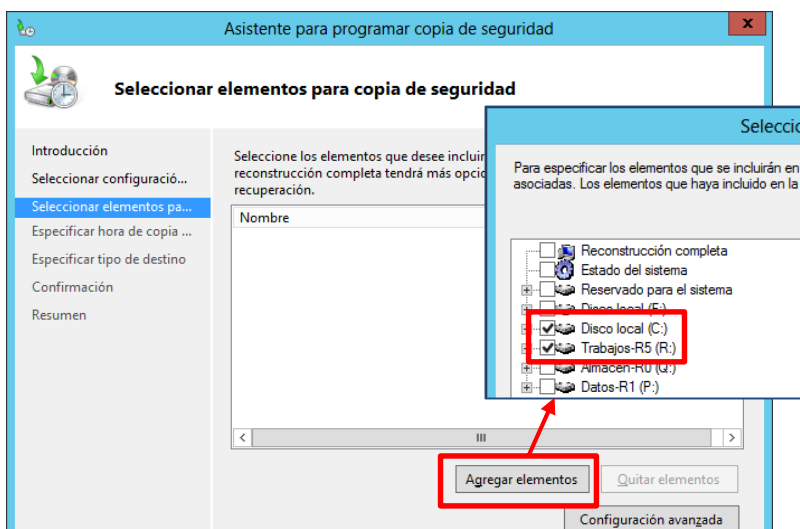 Asistente para programar copia de seguridad
x
Seleccionar elementos para copia de seguridad
Introducción
Seleccionar configuració...
Seleccionar elementos pa...
Especificar hora de copia ...
Especificar tipo de destino
Confirmación
Resumen
Seleccione los elementos que desee incluir
reconstrucción completa tendrá más opcio
recuperación.
Nombre
Seleccio
Para especificar los elementos que se incluirán en
asociadas. Los elementos que haya incluido en la
Reconstrucción completa
Estado del sistema
Reservado para el sistema
Disco local (E:)
Disco local (C:)
Trabajos-R5 (R:)
Almacen-R0 (Q:)
Datos-R1 (P:)
Agregar elementos
Quitar elementos
Configuración avanzada